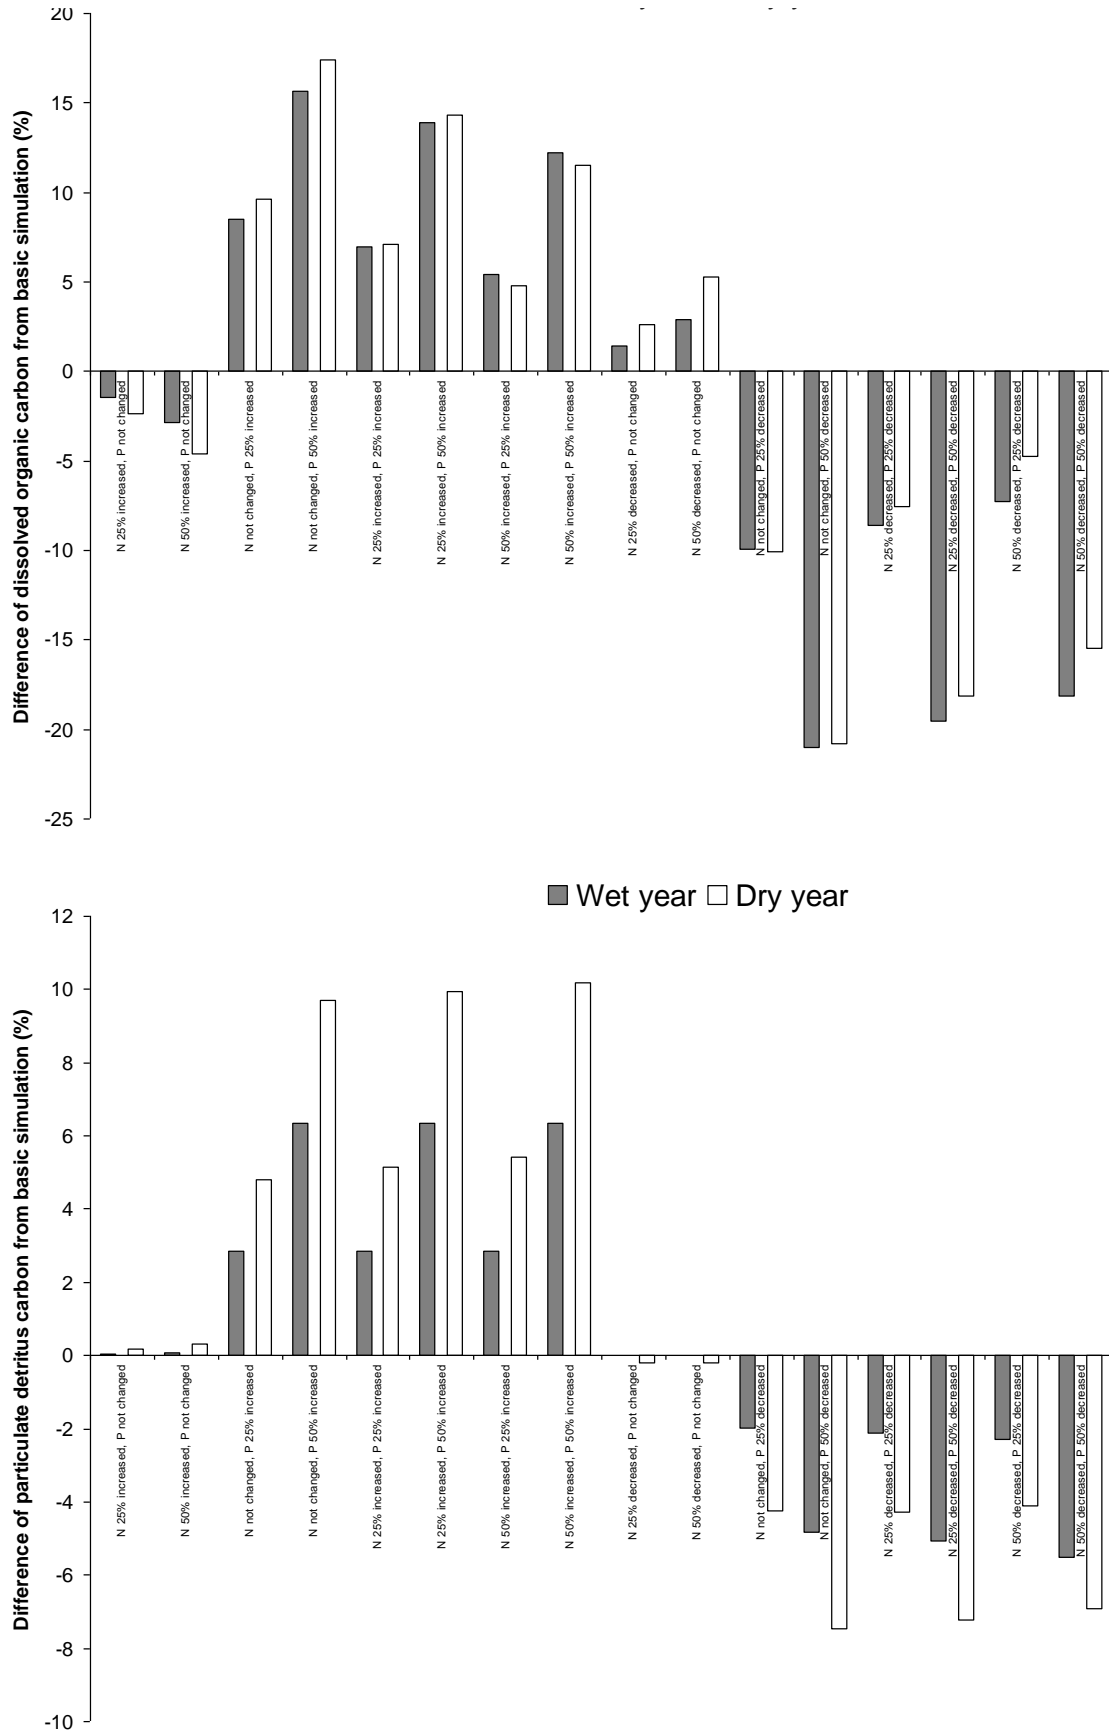 20
15
10
5
0
-5
-10
-15
-20
-25
Difference of dissolved organic carbon from basic simulation (%)
N 25% increased, P not changed
N 50% increased, P not changed
N not changed, P 25% increased
N not changed, P 50% increased
N 25% increased, P 25% increased
N 25% increased, P 50% increased
N 50% increased, P 25% increased
N 50% increased, P 50% increased
N 25% decreased, P not changed
N 50% decreased, P not changed
N not changed, P 25% decreased
N not changed, P 50% decreased
N 25% decreased, P 25% decreased
N 25% decreased, P 50% decreased
N 50% decreased, P 25% decreased
N 50% decreased, P 50% decreased
Wet year Dry year
12
10
8
6
4
2
0
-2
-4
-6
-8
-10
Difference of particulate detritus carbon from basic simulation (%)
N 25% increased, P not changed
N 50% increased, P not changed
N not changed, P 25% increased
N not changed, P 50% increased
N 25% increased, P 25% increased
N 25% increased, P 50% increased
N 50% increased, P 25% increased
N 50% increased, P 50% increased
N 25% decreased, P not changed
N 50% decreased, P not changed
N not changed, P 25% decreased
N not changed, P 50% decreased
N 25% decreased, P 25% decreased
N 25% decreased, P 50% decreased
N 50% decreased, P 25% decreased
N 50% decreased, P 50% decreased